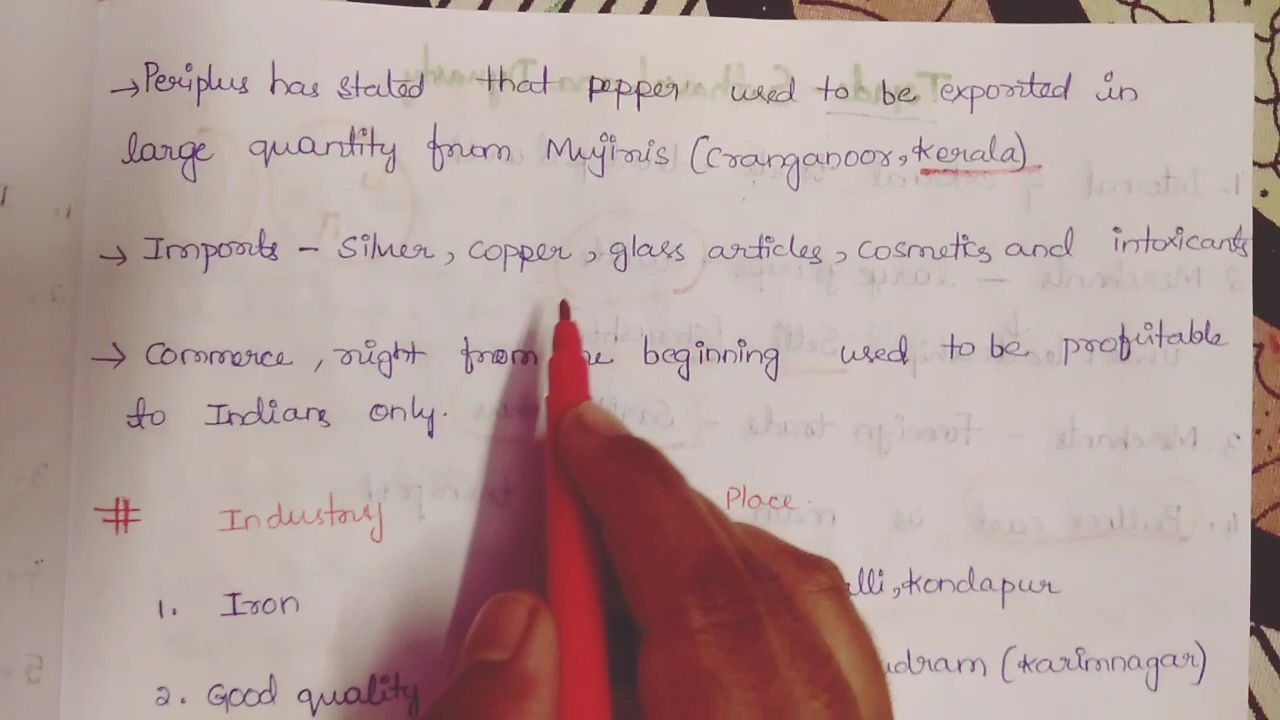 →Periplus has stated that pepper used to be exported in
large quantity from Mujiris (Cranganoor, Kerala)
→ Imports - Silver, copper, glass articles, cosmetics and intoxicants
→ Commerce, right from beginning used to be profitable
to Indians only.
# Industry Place
1. Iron lli, Kondapur
2. Good quality udram (Karimnagar)